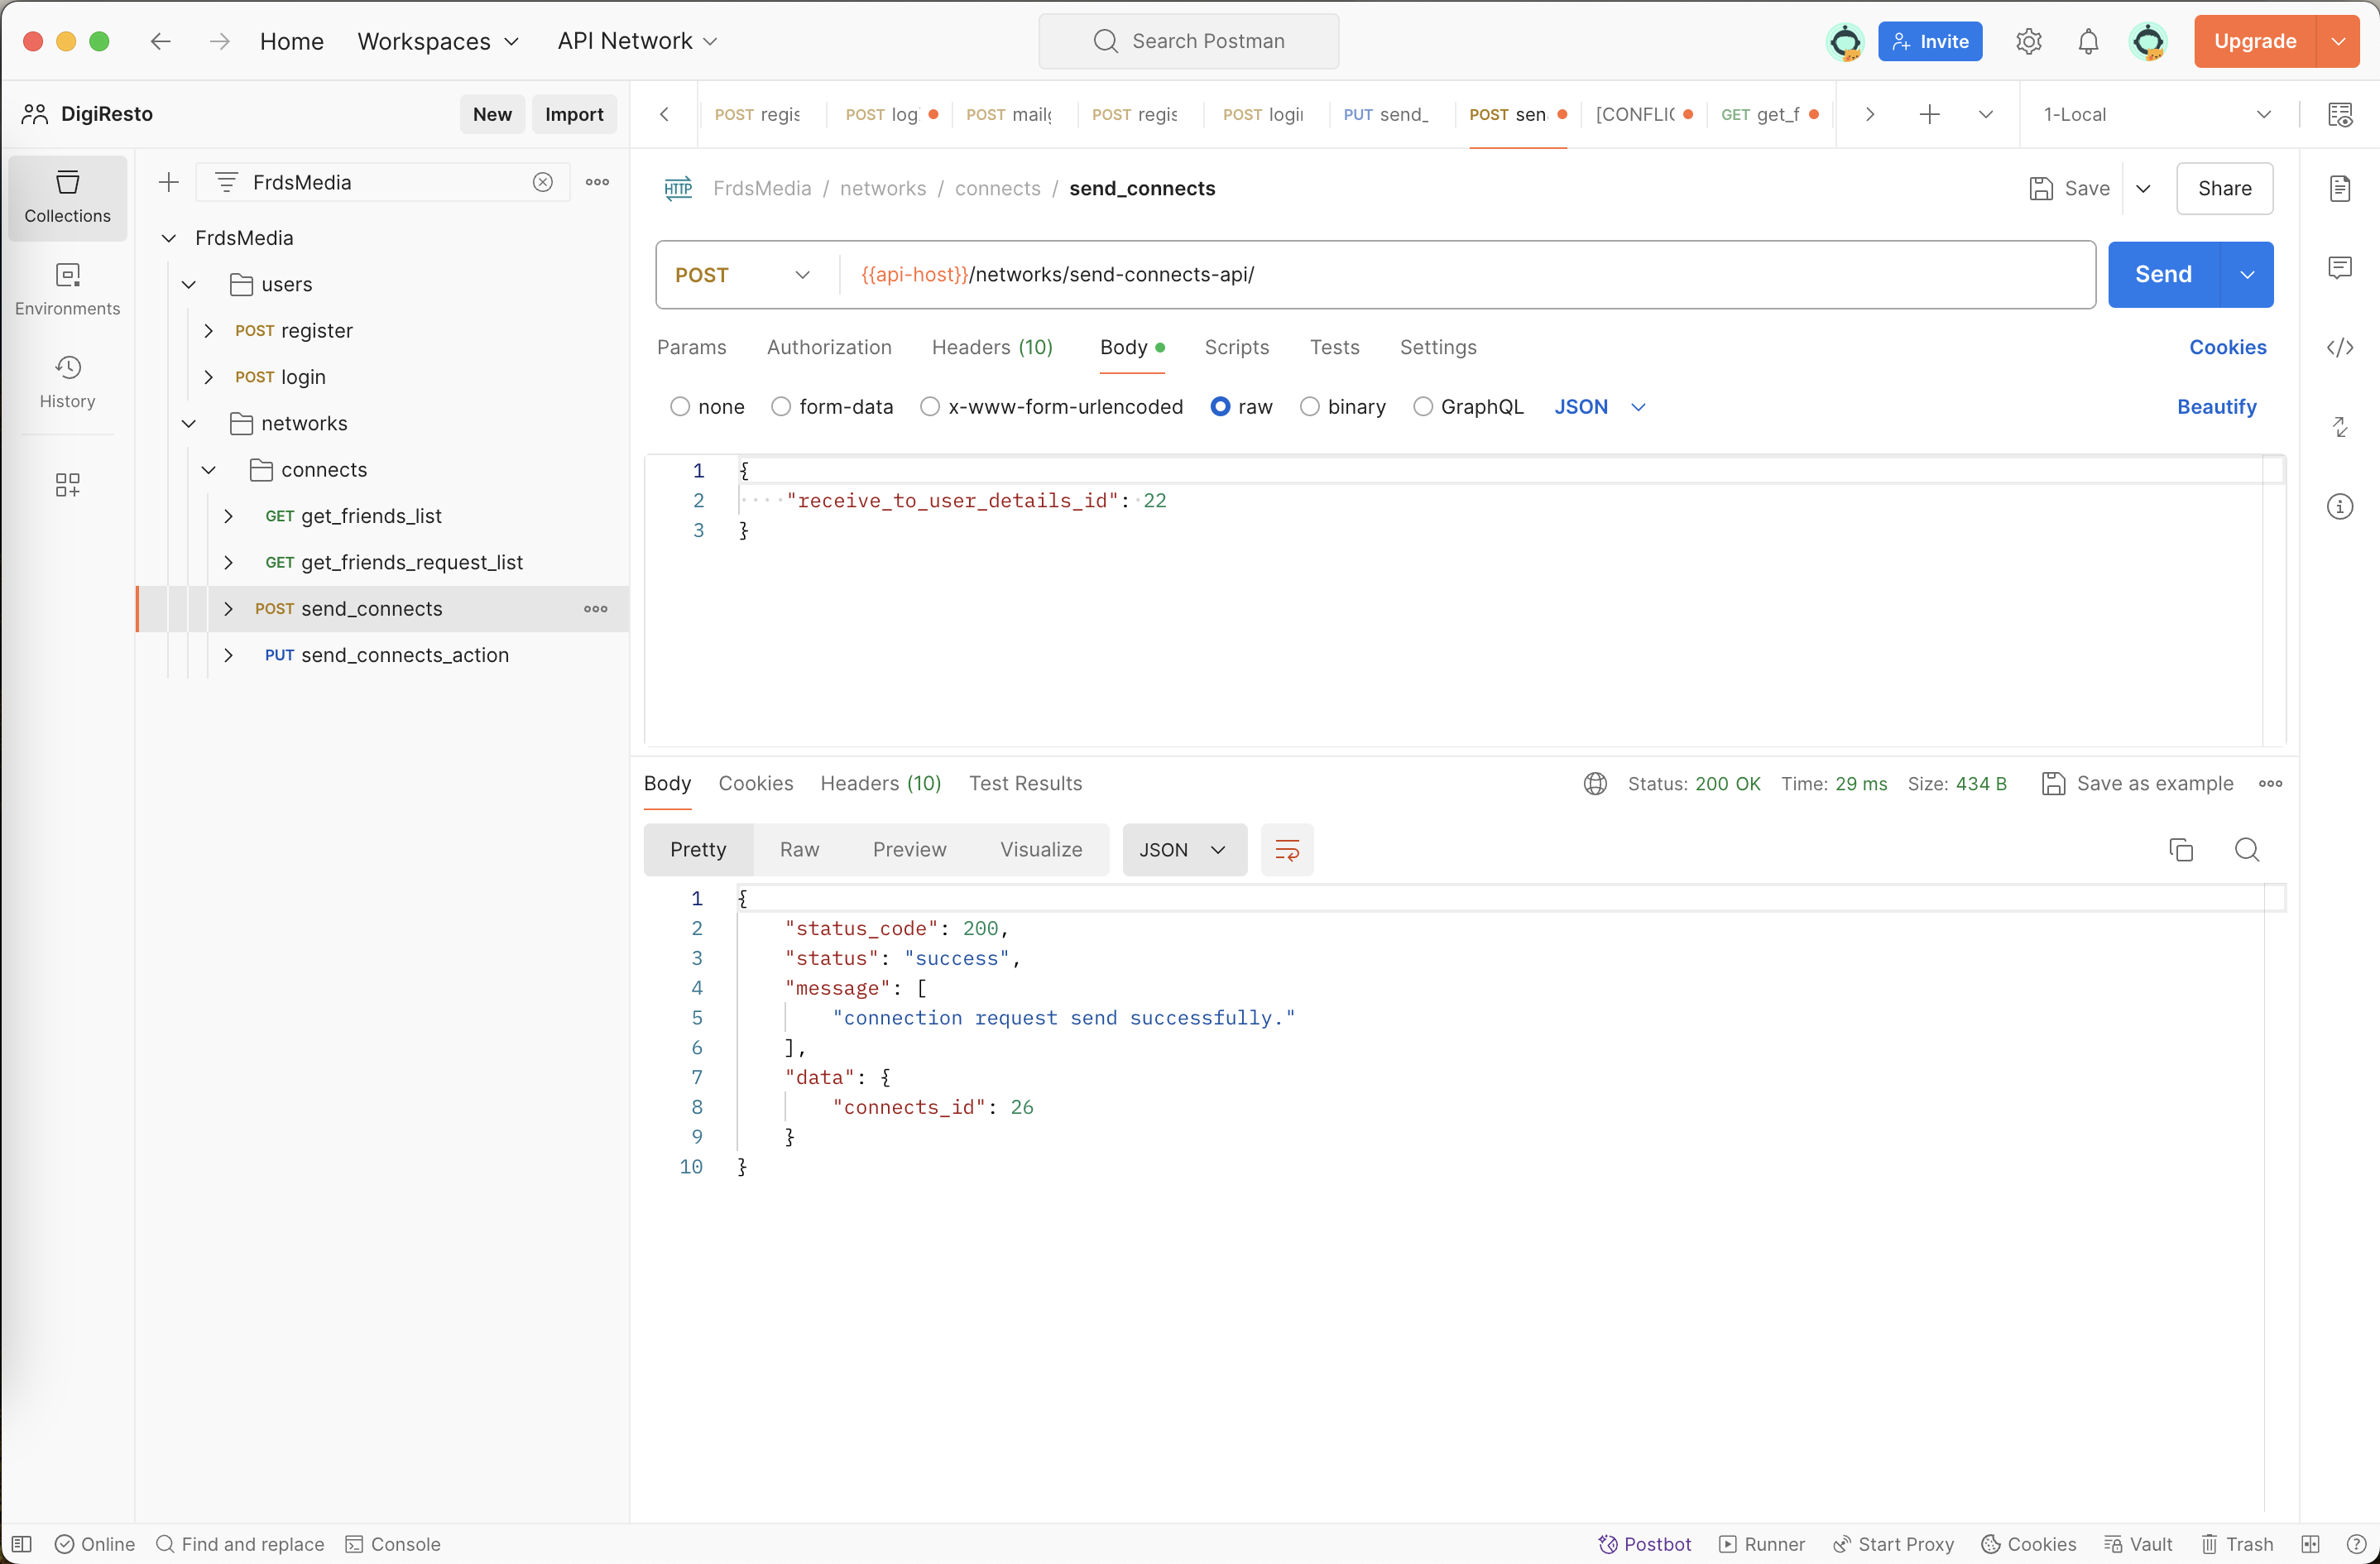 Home Workspaces API Network Search Postman Invite Upgrade
DigiResto New Import
POST regis POST log POST mailg POST regis POST login PUT send_ POST sen [CONFLIC GET get_f 1-Local
Collections
Environments
History
FrdsMedia
FrdsMedia
users
POST register
POST login
networks
connects
GET get_friends_list
GET get_friends_request_list
POST send_connects
PUT send_connects_action
HTTP FrdsMedia / networks / connects / send_connects Save Share
POST {{api-host}}/networks/send-connects-api/ Send
Params Authorization Headers (10) Body Scripts Tests Settings Cookies
none form-data x-www-form-urlencoded raw binary GraphQL JSON Beautify
1 {
2 ····"receive_to_user_details_id":·22
3 }
Body Cookies Headers (10) Test Results Status: 200 OK Time: 29 ms Size: 434 B Save as example
Pretty Raw Preview Visualize JSON
1 {
2 "status_code": 200,
3 "status": "success",
4 "message": [
5 "connection request send successfully."
6 ],
7 "data": {
8 "connects_id": 26
9 }
10 }
Online Find and replace Console Postbot Runner Start Proxy Cookies Vault Trash